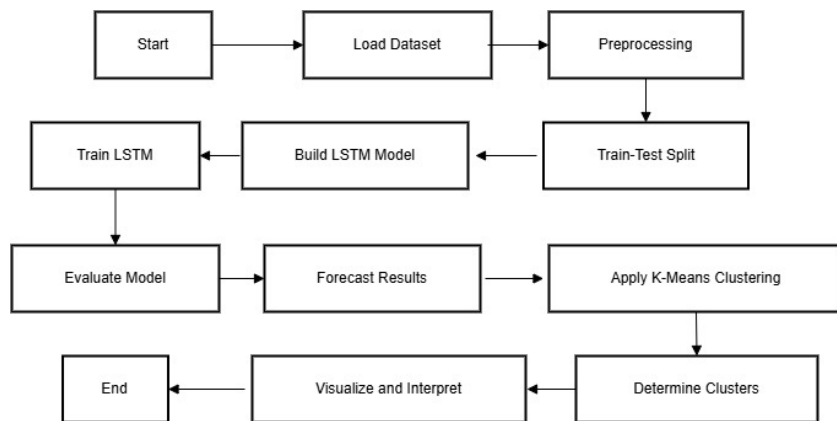 Start
Load Dataset
Preprocessing
Train-Test Split
Build LSTM Model
Train LSTM
Evaluate Model
Forecast Results
Apply K-Means Clustering
Determine Clusters
Visualize and Interpret
End